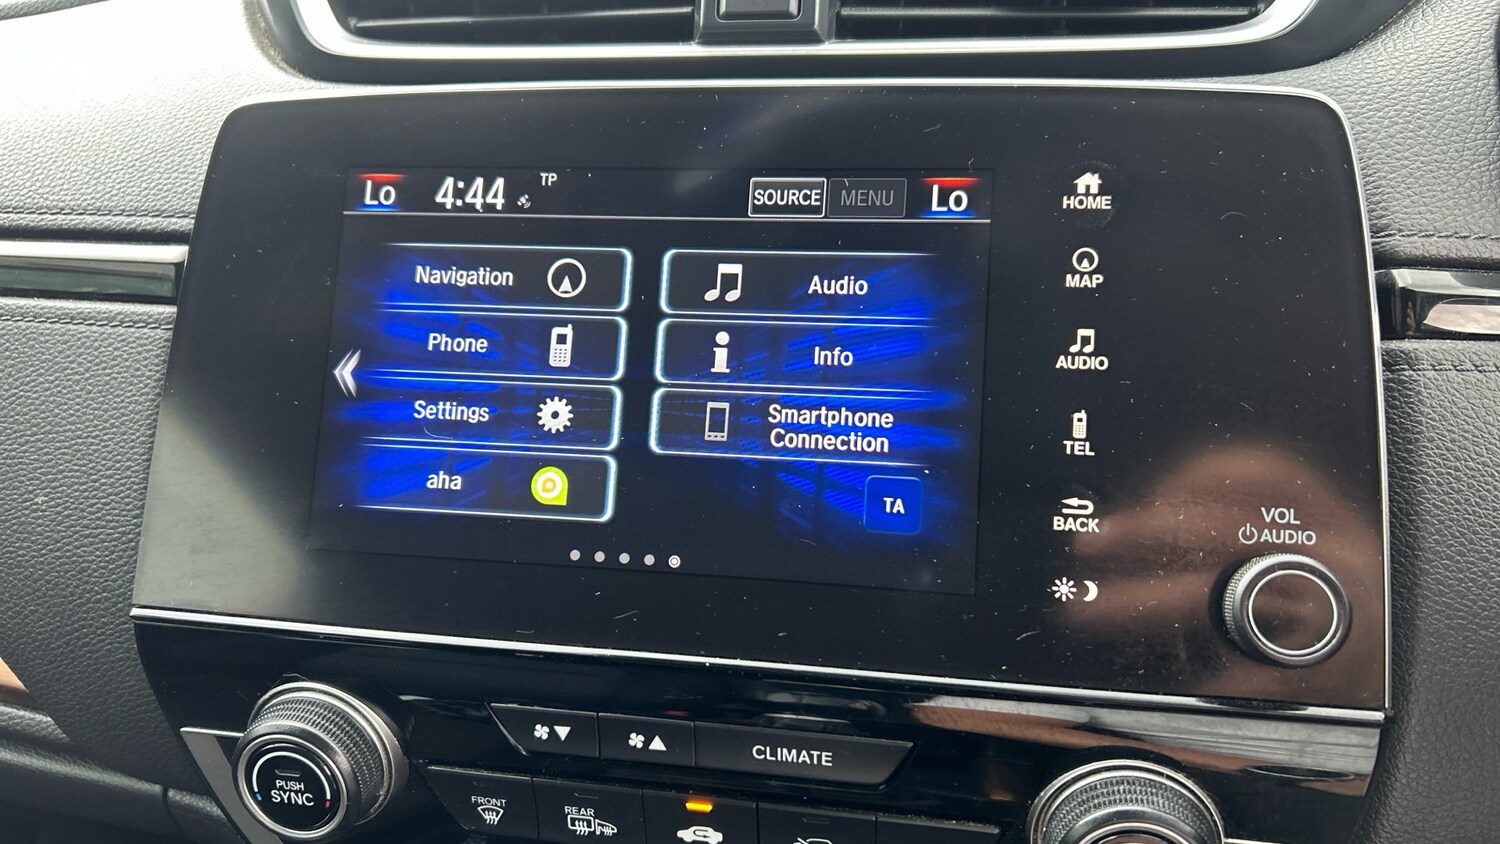 Lo 4:44 TP SOURCE MENU Lo
HOME
Navigation
Audio
MAP
Phone
Info
AUDIO
Settings
Smartphone
Connection
TEL
aha
TA
BACK
VOL
AUDIO
CLIMATE
PUSH
SYNC
FRONT
REAR